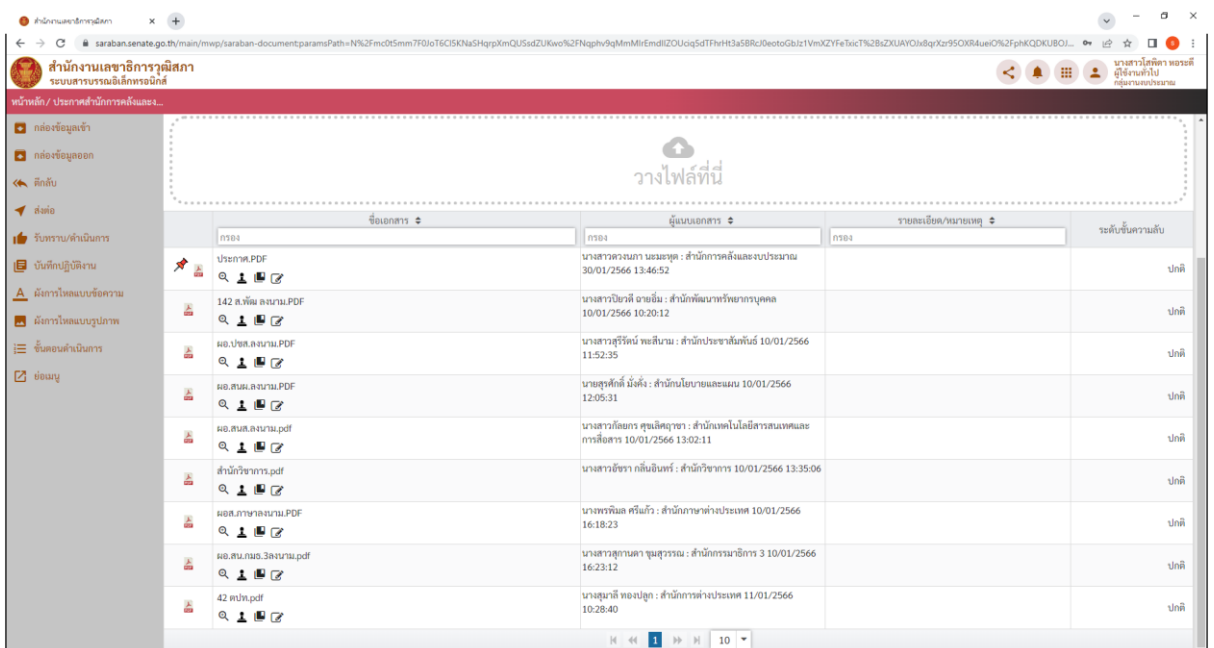 สำนักงานเลขาธิการวุฒิสภา
สำนักงานเลขาธิการวุฒิสภา
ระบบสารบรรณอิเล็กทรอนิกส์
นางสาวโสพิตา หอระดี
ผู้ใช้งานทั่วไป
กลุ่มงานงบประมาณ
หน้าหลัก / ประกาศสำนักการคลังและง...
กล่องข้อมูลเข้า
กล่องข้อมูลออก
ตีกลับ
ส่งต่อ
รับทราบ/ดำเนินการ
บันทึกปฏิบัติงาน
ผังการไหลแบบข้อความ
ผังการไหลแบบรูปภาพ
ขั้นตอนดำเนินการ
ย่อเมนู
วางไฟล์ที่นี่
ชื่อเอกสาร ผู้แนบเอกสาร รายละเอียด/หมายเหตุ ระดับชั้นความลับ
กรอง กรอง กรอง
ประกาศ.PDF นางสาวดวงนภา นะมะหุต : สำนักการคลังและงบประมาณ
30/01/2566 13:46:52 ปกติ
142 ส.พัฒ ลงนาม.PDF นางสาวปิยวดี ฉายอิ่ม : สำนักพัฒนาทรัพยากรบุคคล
10/01/2566 10:20:12 ปกติ
ผอ.ปชส.ลงนาม.PDF นางสาวสุรีรัตน์ พะสีนาม : สำนักประชาสัมพันธ์ 10/01/2566
11:52:35 ปกติ
ผอ.สนผ.ลงนาม.PDF นายสุรศักดิ์ มั่งคั่ง : สำนักนโยบายและแผน 10/01/2566
12:05:31 ปกติ
ผอ.สนส.ลงนาม.pdf นางสาวกัลยกร ศุขเลิศฤาชา : สำนักเทคโนโลยีสารสนเทศและ
การสื่อสาร 10/01/2566 13:02:11 ปกติ
สำนักวิชาการ.pdf นางสาวอัชรา กลิ่นอินทร์ : สำนักวิชาการ 10/01/2566 13:35:06
ปกติ
ผอส.ภาษาลงนาม.PDF นางพรพิมล ศรีแก้ว : สำนักภาษาต่างประเทศ 10/01/2566
16:18:23 ปกติ
ผอ.สน.กมธ.3ลงนาม.pdf นางสาวสุกานดา ขุมสุวรรณ : สำนักกรรมาธิการ 3 10/01/2566
16:23:12 ปกติ
42 ตปท.pdf นางสุมาลี ทองปลูก : สำนักการต่างประเทศ 11/01/2566
10:28:40 ปกติ
1 10